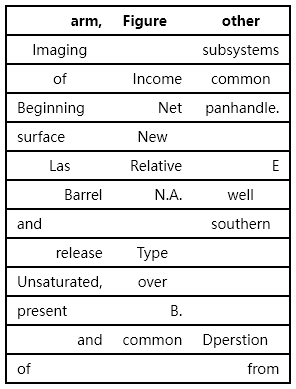 arm, Figure other
Imaging subsystems
of Income common
Beginning Net panhandle.
surface New
Las Relative E
Barrel N.A. well
and southern
release Type
Unsaturated, over
present B.
and common Dperstion
of from